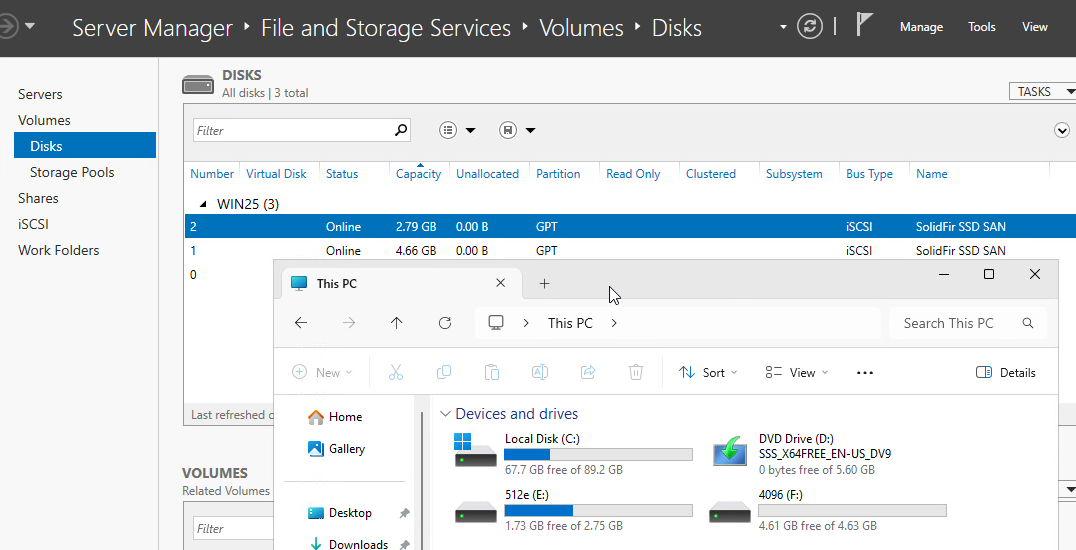 Server Manager ‣ File and Storage Services ‣ Volumes ‣ Disks
Manage Tools View
Servers
Volumes
Disks
Storage Pools
Shares
iSCSI
Work Folders
DISKS
All disks | 3 total
TASKS
Filter
Number Virtual Disk Status Capacity Unallocated Partition Read Only Clustered Subsystem Bus Type Name
WIN25 (3)
2 Online 2.79 GB 0.00 B GPT iSCSI SolidFir SSD SAN
1 Online 4.66 GB 0.00 B GPT iSCSI SolidFir SSD SAN
0
Last refreshed
VOLUMES
Related Volumes
Filter
This PC
This PC
Search This PC
New
Sort
View
Details
Home
Gallery
Desktop
Downloads
Devices and drives
Local Disk (C:)
67.7 GB free of 89.2 GB
DVD Drive (D:)
SSS_X64FREE_EN-US_DV9
0 bytes free of 5.60 GB
512e (E:)
1.73 GB free of 2.75 GB
4096 (F:)
4.61 GB free of 4.63 GB